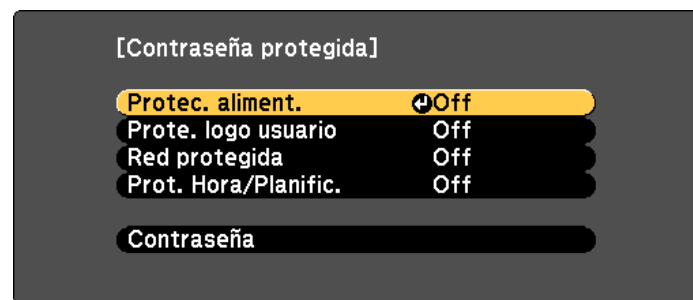 [Contraseña protegida]
Protec. aliment. Off
Prote. logo usuario Off
Red protegida Off
Prot. Hora/Planific. Off
Contraseña